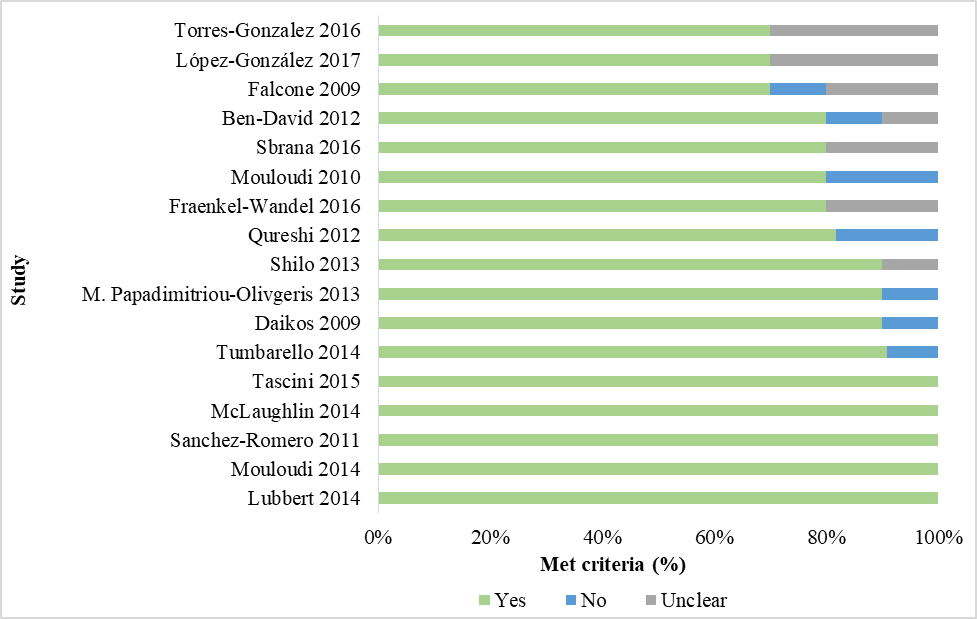 Torres-Gonzalez 2016
López-González 2017
Falcone 2009
Ben-David 2012
Sbrana 2016
Mouloudi 2010
Fraenkel-Wandel 2016
Qureshi 2012
Shilo 2013
M. Papadimitriou-Olivgeris 2013
Daikos 2009
Tumbarello 2014
Tascini 2015
McLaughlin 2014
Sanchez-Romero 2011
Mouloudi 2014
Lubbert 2014
Study
0% 20% 40% 60% 80% 100%
Met criteria (%)
Yes No Unclear